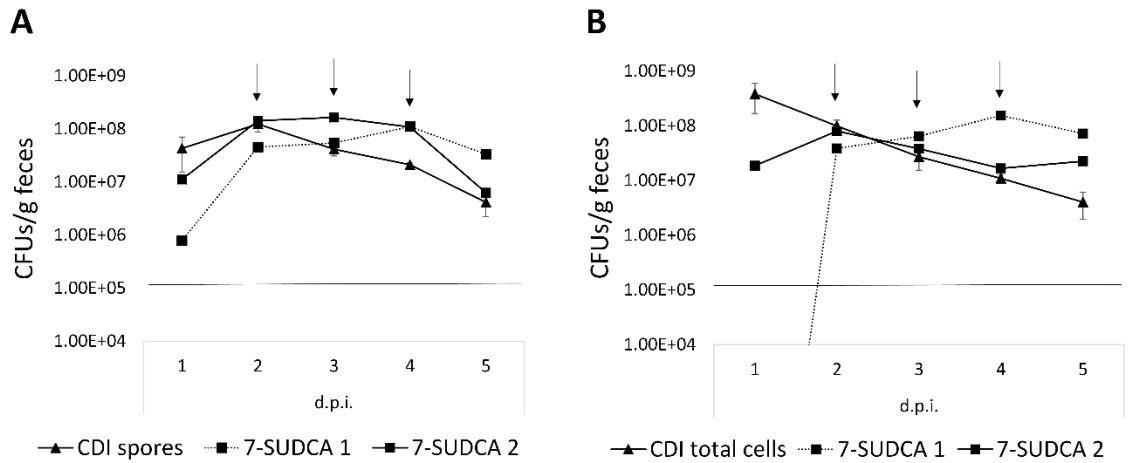 A
CFUs/g feces
1.00E+09
1.00E+08
1.00E+07
1.00E+06
1.00E+05
1.00E+04
1 2 3 4 5
d.p.i.
CDI spores 7-SUDCA 1 7-SUDCA 2
B
CFUs/g feces
1.00E+09
1.00E+08
1.00E+07
1.00E+06
1.00E+05
1.00E+04
1 2 3 4 5
d.p.i.
CDI total cells 7-SUDCA 1 7-SUDCA 2